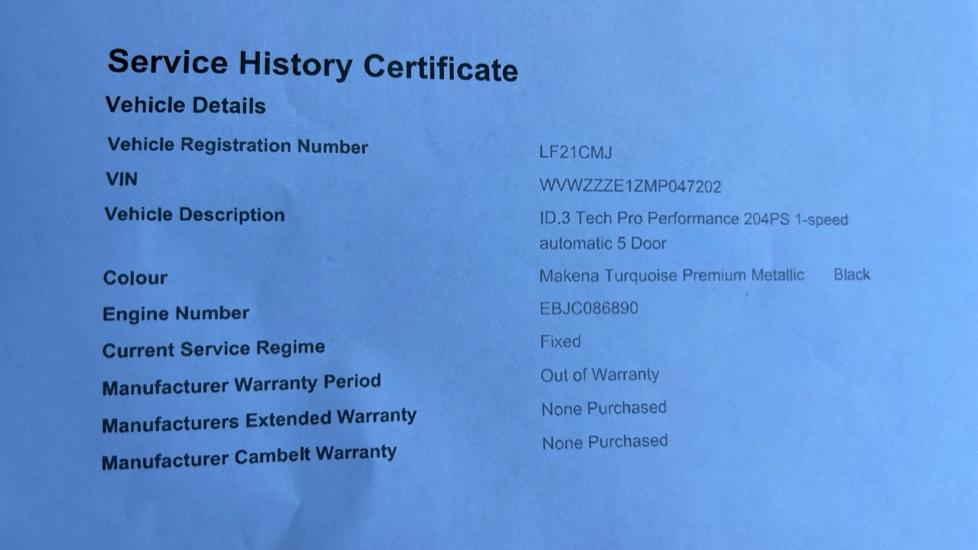 Service History Certificate
Vehicle Details
Vehicle Registration Number LF21CMJ
VIN WVWZZZE1ZMP047202
Vehicle Description ID.3 Tech Pro Performance 204PS 1-speed
automatic 5 Door
Colour Makena Turquoise Premium Metallic Black
Engine Number EBJC086890
Current Service Regime Fixed
Manufacturer Warranty Period Out of Warranty
Manufacturers Extended Warranty None Purchased
Manufacturer Cambelt Warranty None Purchased